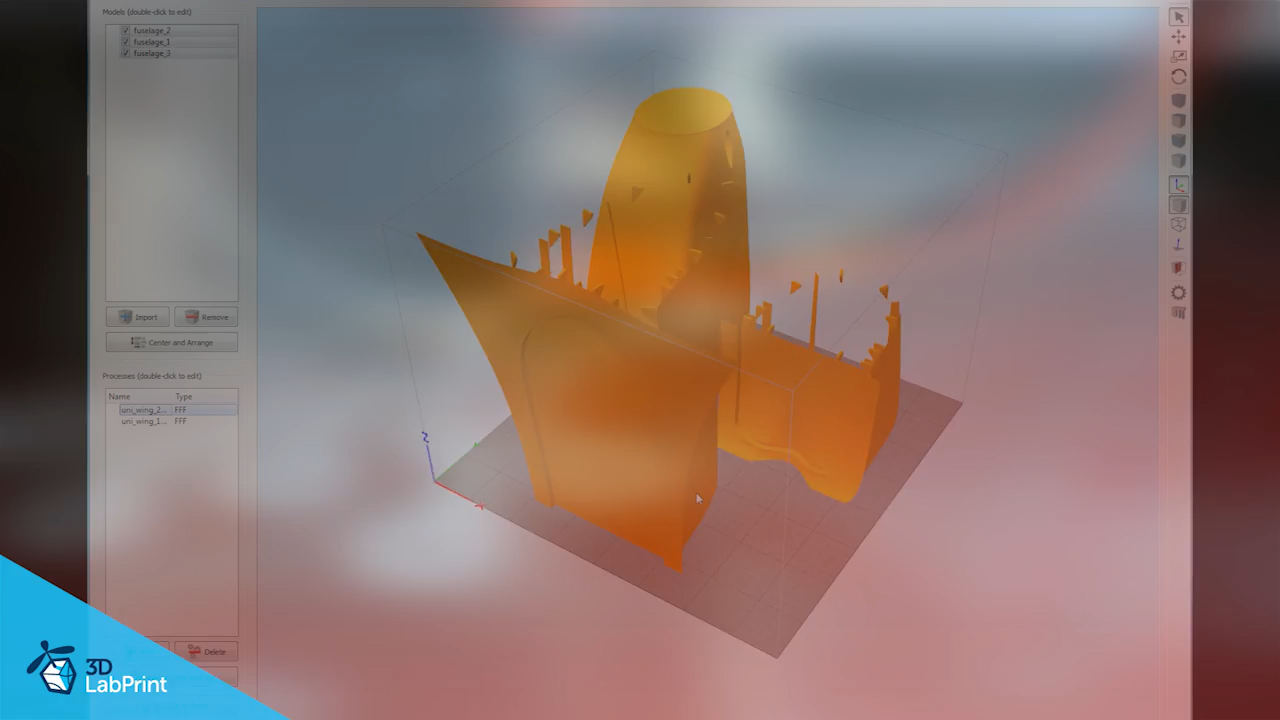 Models (double-click to edit)
fuselage_2
fuselage_1
fuselage_3
Import
Remove
Center and Arrange
Processes (double-click to edit)
Name
Type
uni_wing_2...
FFF
uni_wing_1...
FFF
Delete
Z
3D
LabPrint